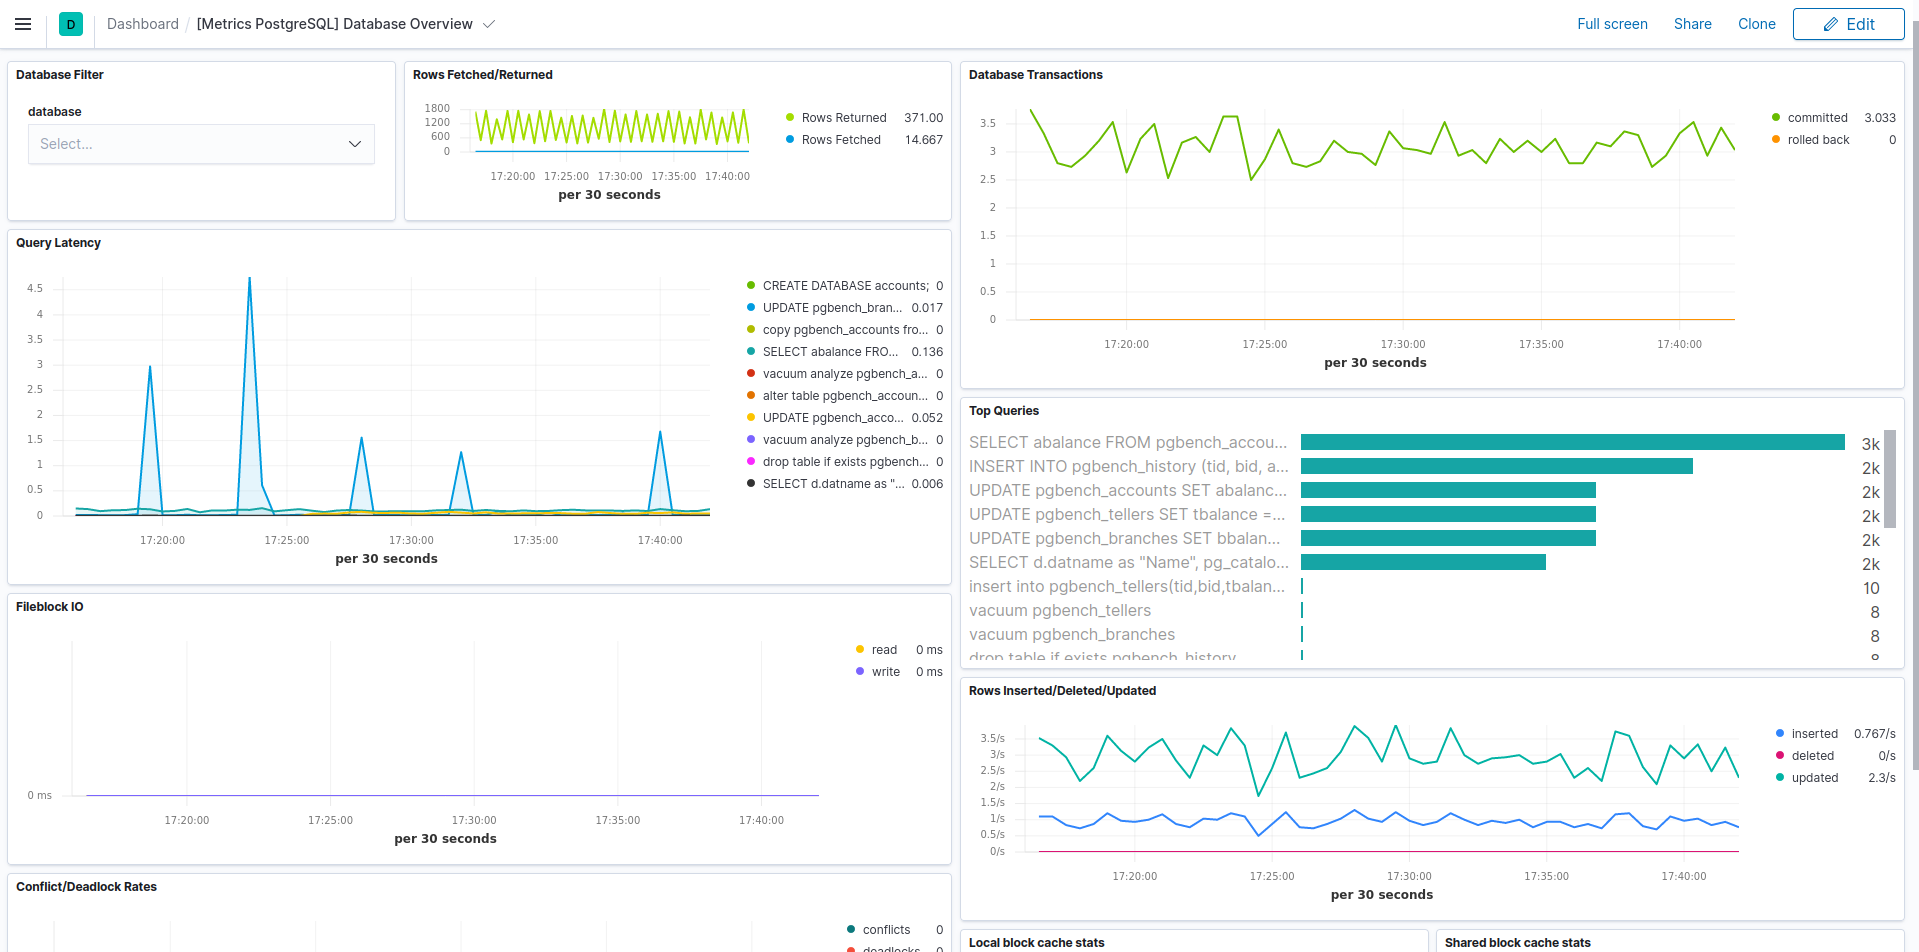 D
Dashboard / [Metrics PostgreSQL] Database Overview
Full screen
Share
Clone
Edit
Database Filter
database
Select...
Rows Fetched/Returned
1800
1200
600
0
17:20:00 17:25:00 17:30:00 17:35:00 17:40:00
per 30 seconds
Rows Returned 371.00
Rows Fetched 14.667
Database Transactions
3.5
3
2.5
2
1.5
1
0.5
0
17:20:00 17:25:00 17:30:00 17:35:00 17:40:00
per 30 seconds
committed 3.033
rolled back 0
Query Latency
4.5
4
3.5
3
2.5
2
1.5
1
0.5
0
17:20:00 17:25:00 17:30:00 17:35:00 17:40:00
per 30 seconds
CREATE DATABASE accounts; 0
UPDATE pgbench_bran... 0.017
copy pgbench_accounts fro... 0
SELECT abalance FRO... 0.136
vacuum analyze pgbench_a... 0
alter table pgbench_accoun... 0
UPDATE pgbench_acco... 0.052
vacuum analyze pgbench_b... 0
drop table if exists pgbench... 0
SELECT d.datname as "... 0.006
Top Queries
SELECT abalance FROM pgbench_accou... 3k
INSERT INTO pgbench_history (tid, bid, a... 2k
UPDATE pgbench_accounts SET abalanc... 2k
UPDATE pgbench_tellers SET tbalance =... 2k
UPDATE pgbench_branches SET bbalan... 2k
SELECT d.datname as "Name", pg_catalo... 2k
insert into pgbench_tellers(tid,bid,tbalan... 10
vacuum pgbench_tellers 8
vacuum pgbench_branches 8
drop table if exists pgbench_history 8
Fileblock IO
0 ms
17:20:00 17:25:00 17:30:00 17:35:00 17:40:00
per 30 seconds
read 0 ms
write 0 ms
Rows Inserted/Deleted/Updated
3.5/s
3/s
2.5/s
2/s
1.5/s
1/s
0.5/s
0/s
17:20:00 17:25:00 17:30:00 17:35:00 17:40:00
per 30 seconds
inserted 0.767/s
deleted 0/s
updated 2.3/s
Conflict/Deadlock Rates
conflicts 0
deadlocks 0
Local block cache stats
Shared block cache stats